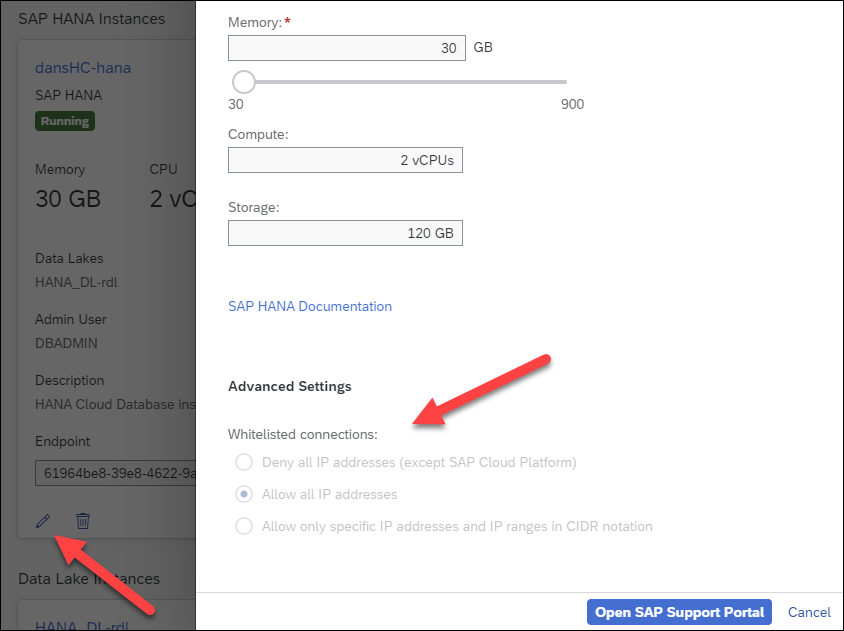 SAP HANA Instances
dansHC-hana
SAP HANA
Running
Memory
CPU
30 GB
2 vC
Data Lakes
HANA_DL-rdl
Admin User
DBADMIN
Description
HANA Cloud Database ins
Endpoint
61964be8-39e8-4622-9a
Data Lake Instances
HANA_DL-rdl
Memory:*
30 GB
30
900
Compute:
2 vCPUs
Storage:
120 GB
SAP HANA Documentation
Advanced Settings
Whitelisted connections:
Deny all IP addresses (except SAP Cloud Platform)
Allow all IP addresses
Allow only specific IP addresses and IP ranges in CIDR notation
Open SAP Support Portal
Cancel